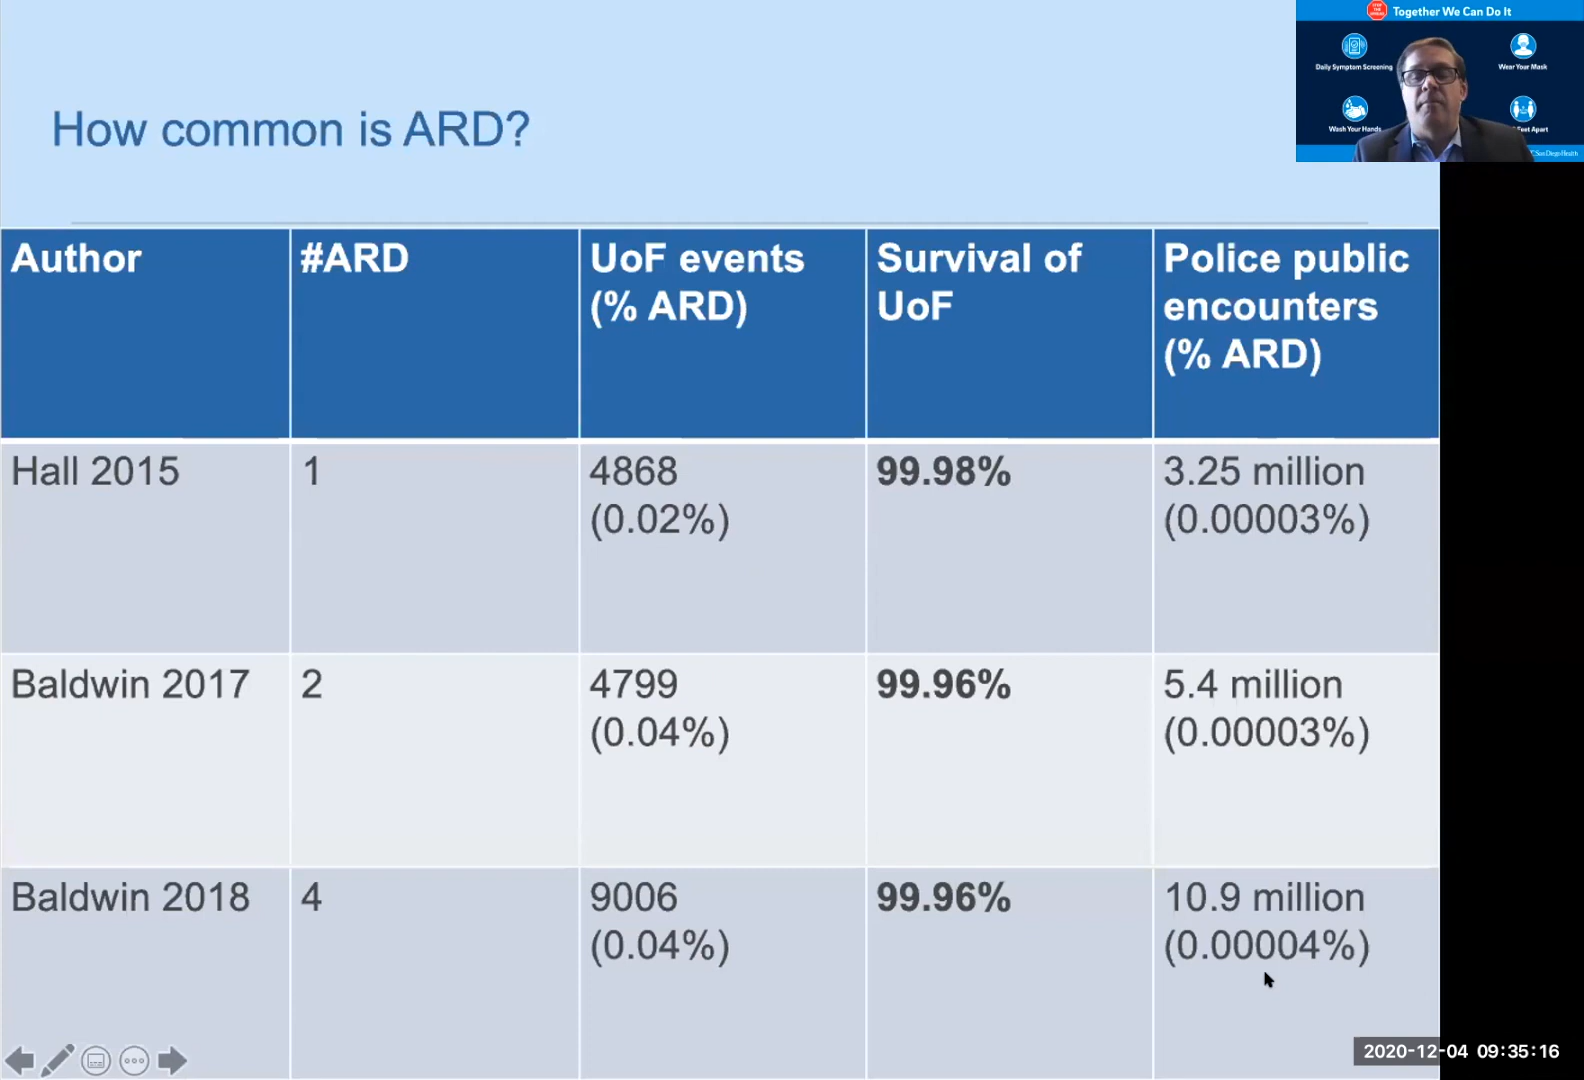 Together We Can Do It
Daily Symptom Screening
Wear Your Mask
Wash Your Hands
Feet Apart
San Diego Health
How common is ARD?
Author
#ARD
UoF events
(% ARD)
Survival of
UoF
Police public
encounters
(% ARD)
Hall 2015
1
4868
(0.02%)
99.98%
3.25 million
(0.00003%)
Baldwin 2017
2
4799
(0.04%)
99.96%
5.4 million
(0.00003%)
Baldwin 2018
4
9006
(0.04%)
99.96%
10.9 million
(0.00004%)
2020-12-04 09:35:16